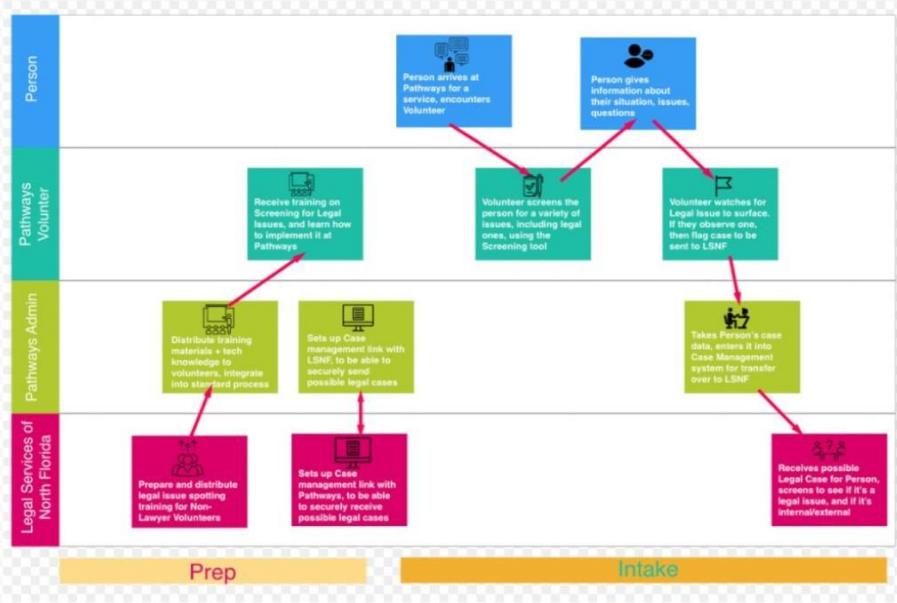 Person
Person arrives at
Pathways for a
service, encounters
Volunteer
Person gives
information about
their situation, issues,
questions
Pathways
Volunter
Receive training on
Screening for Legal
Issues, and learn how
to implement it at
Pathways
Volunteer screens the
person for a variety of
issues, including legal
ones, using the
Screening tool
Volunteer watches for
Legal Issue to surface.
If they observe one,
then flag case to be
sent to LSNF
Pathways Admin
Distribute training
materials + tech
knowledge to
volunteers, integrate
into standard process
Sets up Case
management link with
LSNF, to be able to
securely send
possible legal cases
Takes Person's case
data, enters it into
Case Management
system for transfer
over to LSNF
Legal Services of
North Florida
Prepare and distribute
legal issue spotting
training for Non-
Lawyer Volunteers
Sets up Case
management link with
Pathways, to be able
to securely receive
possible legal cases
Receives possible
Legal Case for Person,
screens to see if it's a
legal issue, and if it's
internal/external
Prep
Intake